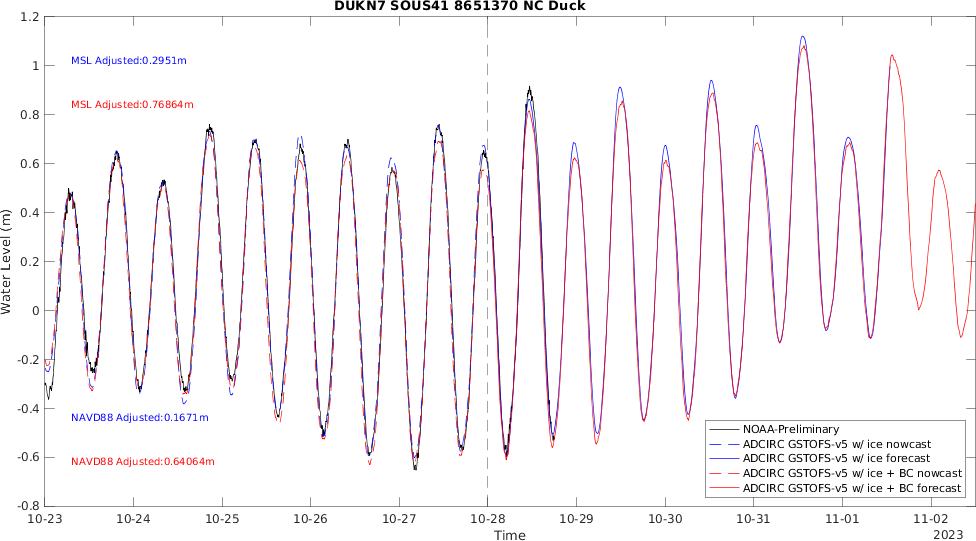 DUKN7 SOUS41 8651370 NC Duck
1.2
1
0.8
0.6
0.4
0.2
0
-0.2
-0.4
-0.6
-0.8
Water Level (m)
MSL Adjusted:0.2951m
MSL Adjusted:0.76864m
NAVD88 Adjusted:0.1671m
NAVD88 Adjusted:0.64064m
NOAA-Preliminary
ADCIRC GSTOFS-v5 w/ ice nowcast
ADCIRC GSTOFS-v5 w/ ice forecast
ADCIRC GSTOFS-v5 w/ ice + BC nowcast
ADCIRC GSTOFS-v5 w/ ice + BC forecast
10-23 10-24 10-25 10-26 10-27 10-28 10-29 10-30 10-31 11-01 11-02
Time
2023